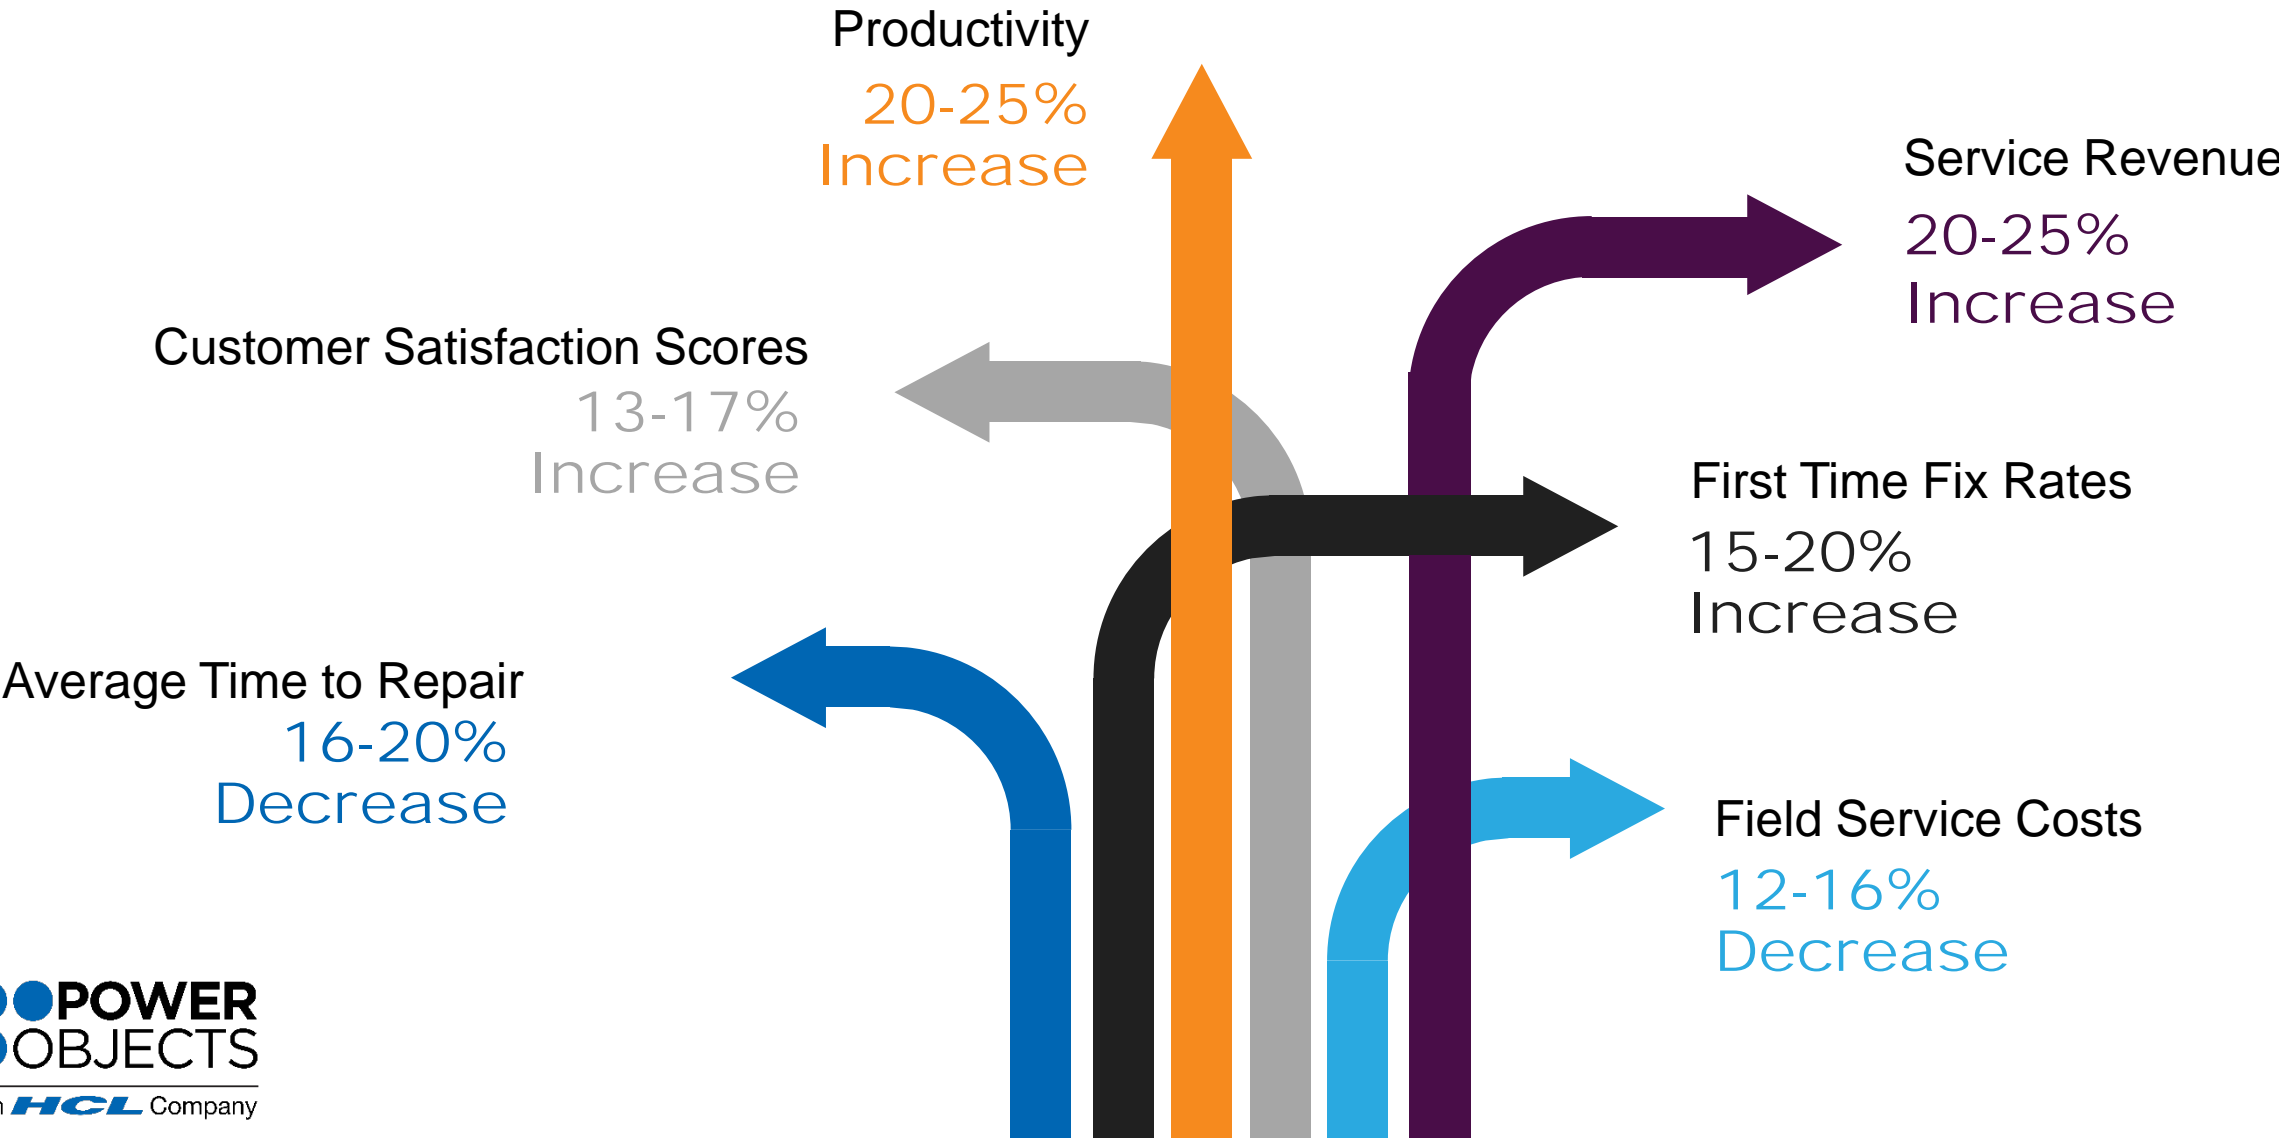 Productivity
20-25%
Increase
Service Revenue
20-25%
Increase
Customer Satisfaction Scores
13-17%
Increase
First Time Fix Rates
15-20%
Increase
Average Time to Repair
16-20%
Decrease
Field Service Costs
12-16%
Decrease
POWER
OBJECTS
HCL Company